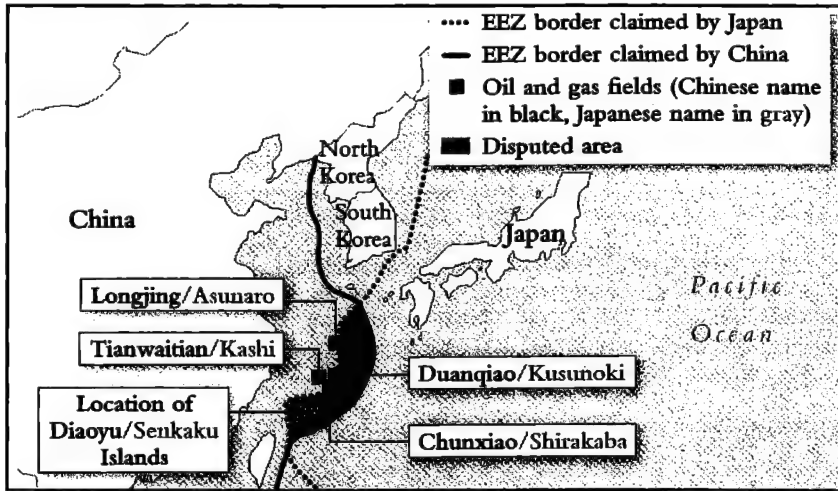 EEZ border claimed by Japan
EEZ border claimed by China
Oil and gas fields (Chinese name
in black, Japanese name in gray)
Disputed area
North
Korea
South
Korea
China
Japan
Pacific
Ocean
Longjing/Asunaro
Tianwaitian/Kashi
Duanqiao/Kusunoki
Location of
Diaoyu/Senkaku
Islands
Chunxiao/Shirakaba